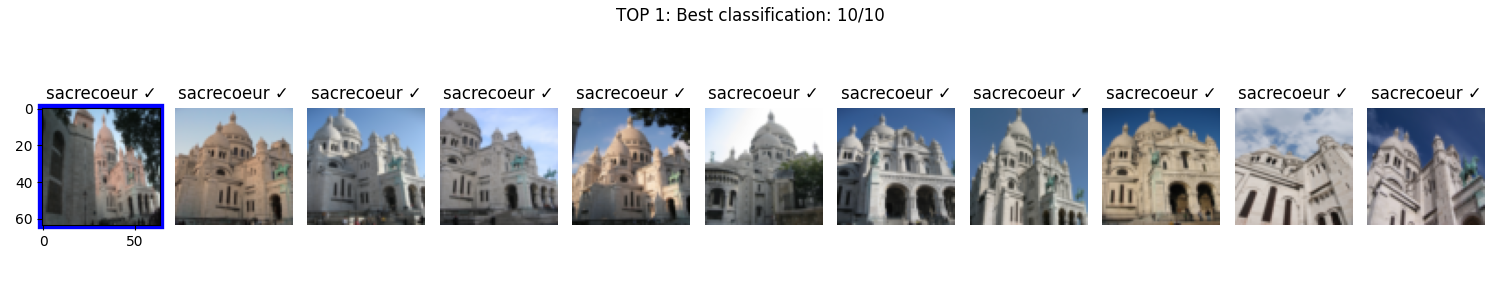 TOP 1: Best classification: 10/10
sacrecoeur ✓ sacrecoeur ✓ sacrecoeur ✓ sacrecoeur ✓ sacrecoeur ✓ sacrecoeur ✓ sacrecoeur ✓ sacrecoeur ✓ sacrecoeur ✓ sacrecoeur ✓ sacrecoeur ✓
0
20
40
60
0 50